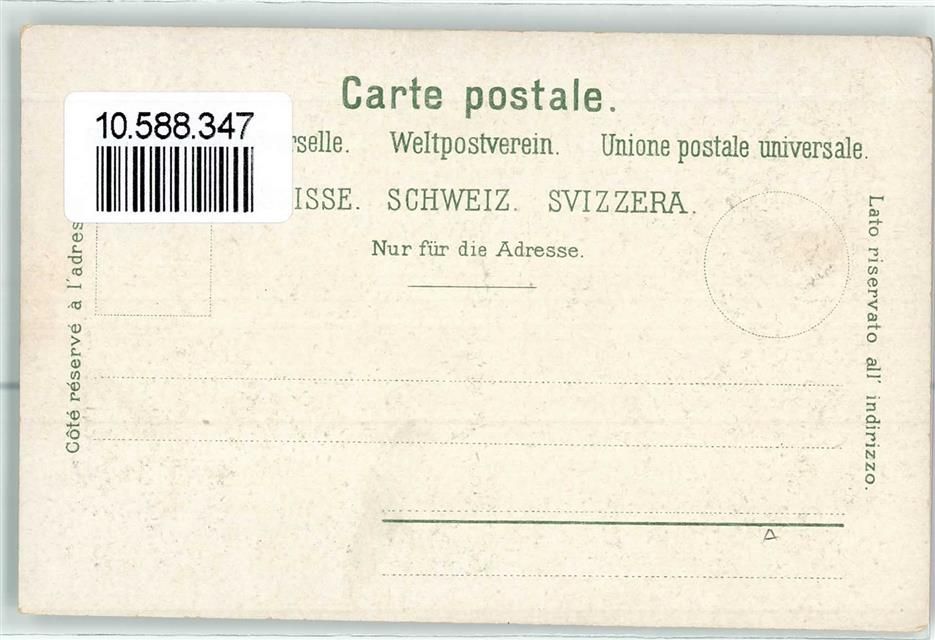 Carte postale.
10.588.347
rselle. Weltpostverein. Unione postale universale.
ISSE. SCHWEIZ. SVIZZERA.
Nur für die Adresse.
Côté réservé à l'adres
Lato riservato all' indirizzo.